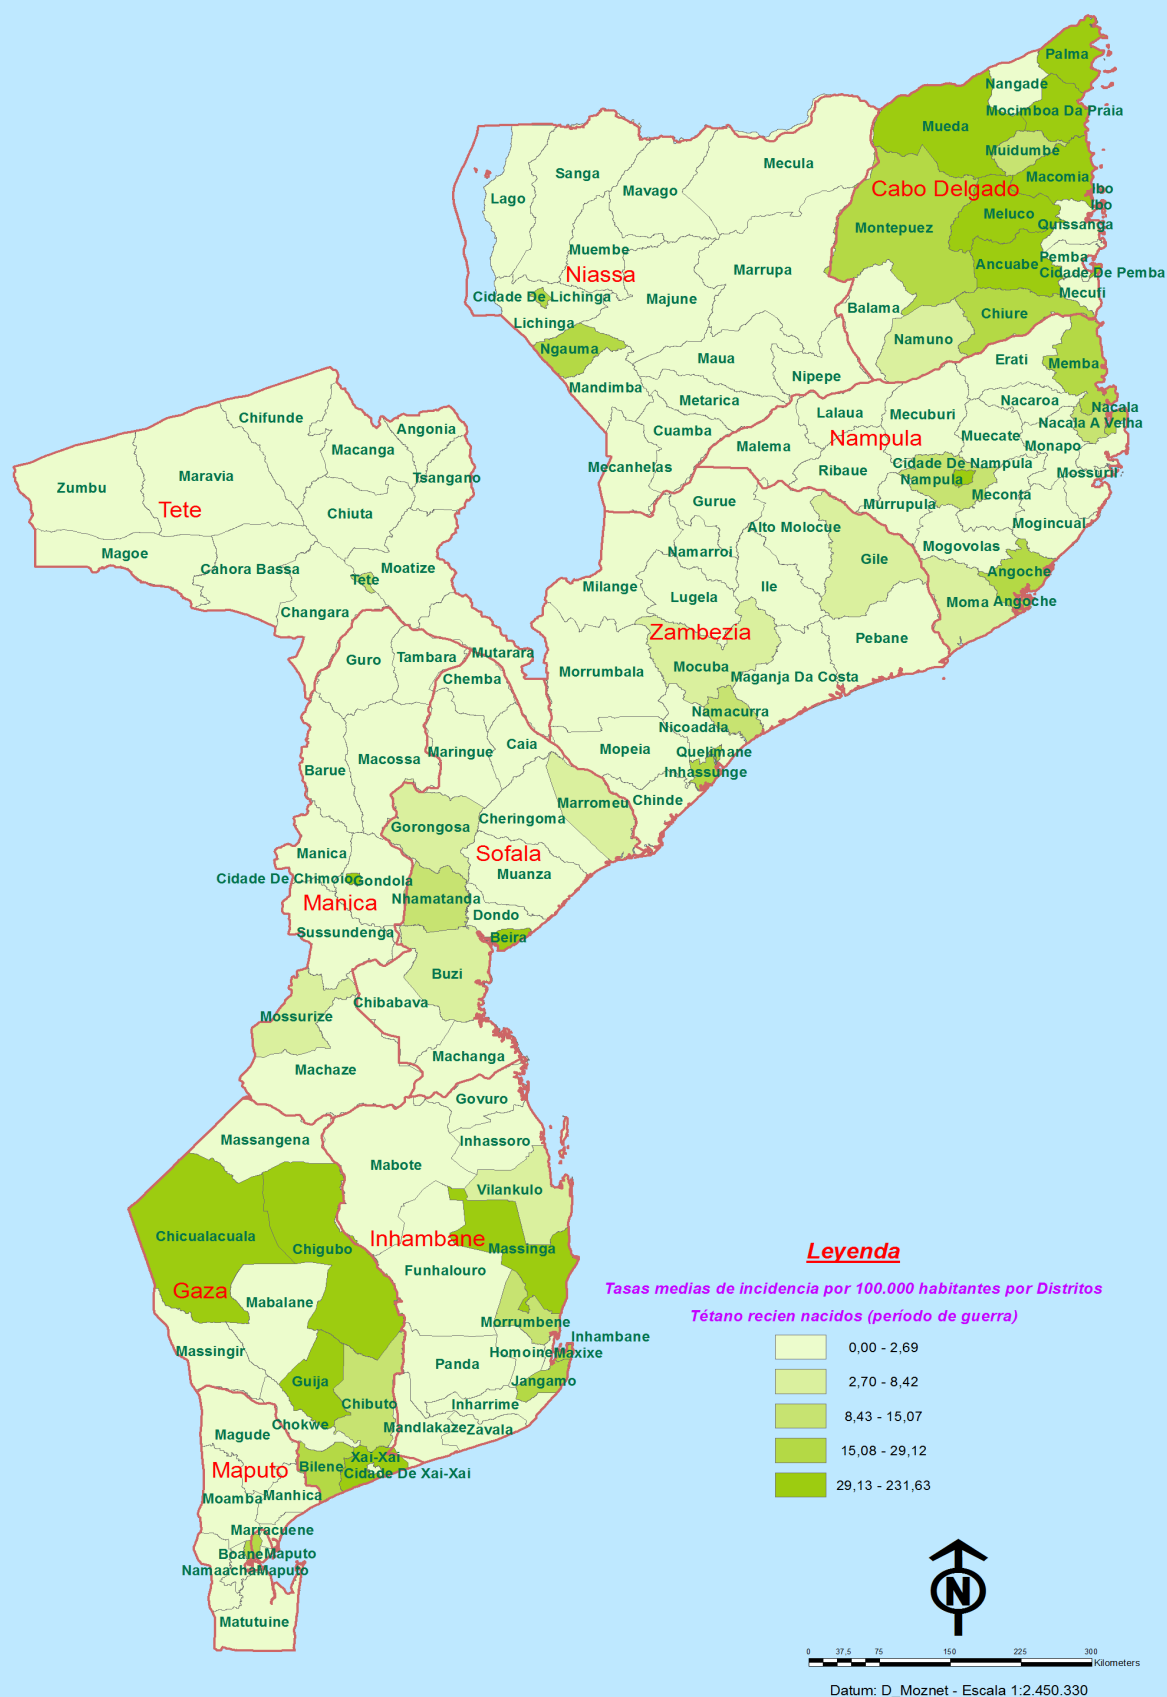 Palma
Nangade
Mocimboa Da Praia
Mueda
Muidumbe
Mecula
Sanga
Macomia
Mavago
Cabo Delgado
Ibo
Lago
Ibo
Meluco
Quissanga
Montepuez
Muembe
Pemba
Ancuabe
Marrupa
Niassa
Cidade De Pemba
Mecufi
Cidade De Lichinga
Majune
Balama
Chiure
Lichinga
Namuno
Ngauma
Maua
Erati
Memba
Nipepe
Mandimba
Metarica
Nacaroa
Nacala
Lalaua
Mecuburi
Chifunde
Nacala A Velha
Angonia
Cuamba
Muecate
Nampula
Malema
Monapo
Macanga
Cidade De Nampula
Mecanhelas
Ribaue
Mossuril
Maravia
Tsangano
Nampula
Zumbu
Meconta
Gurue
Murrupula
Tete
Chiuta
Mogincual
Alto Molocue
Mogovolas
Magoe
Namarroi
Gile
Cahora Bassa
Moatize
Angoche
Tete
Milange
Ile
Lugela
Moma
Angoche
Changara
Zambezia
Pebane
Mutarara
Tambara
Guro
Mocuba
Morrumbala
Maganja Da Costa
Chemba
Namacurra
Nicoadala
Caia
Mopeia
Maringue
Quelimane
Macossa
Barue
Inhassunge
Marromeu
Chinde
Cheringoma
Gorongosa
Manica
Sofala
Muanza
Cidade De Chimoio
Gondola
Nhamatanda
Manica
Dondo
Sussundenga
Beira
Buzi
Chibabava
Mossurize
Machanga
Machaze
Govuro
Massangena
Inhassoro
Mabote
Vilankulo
Chicualacuala
Inhambane
Chigubo
Massinga
Leyenda
Funhalouro
Gaza
Tasas medias de incidencia por 100.000 habitantes por Distritos
Mabalane
Tétano recien nacidos (período de guerra)
Morrumbene
Inhambane
0,00 - 2,69
Massingir
Homoine
Maxixe
Panda
Guija
Jangamo
2,70 - 8,42
Chibuto
Inharrime
8,43 - 15,07
Chokwe
Mandlakaze
Zavala
Magude
15,08 - 29,12
Xai-Xai
Bilene
Maputo
Cidade De Xai-Xai
29,13 - 231,63
Moamba
Manhica
Marracuene
Boane
Maputo
Namaacha
Maputo
N
Matutuine
0 37,5 75 150 225 300
Kilometers
Datum: D_Moznet - Escala 1:2.450.330